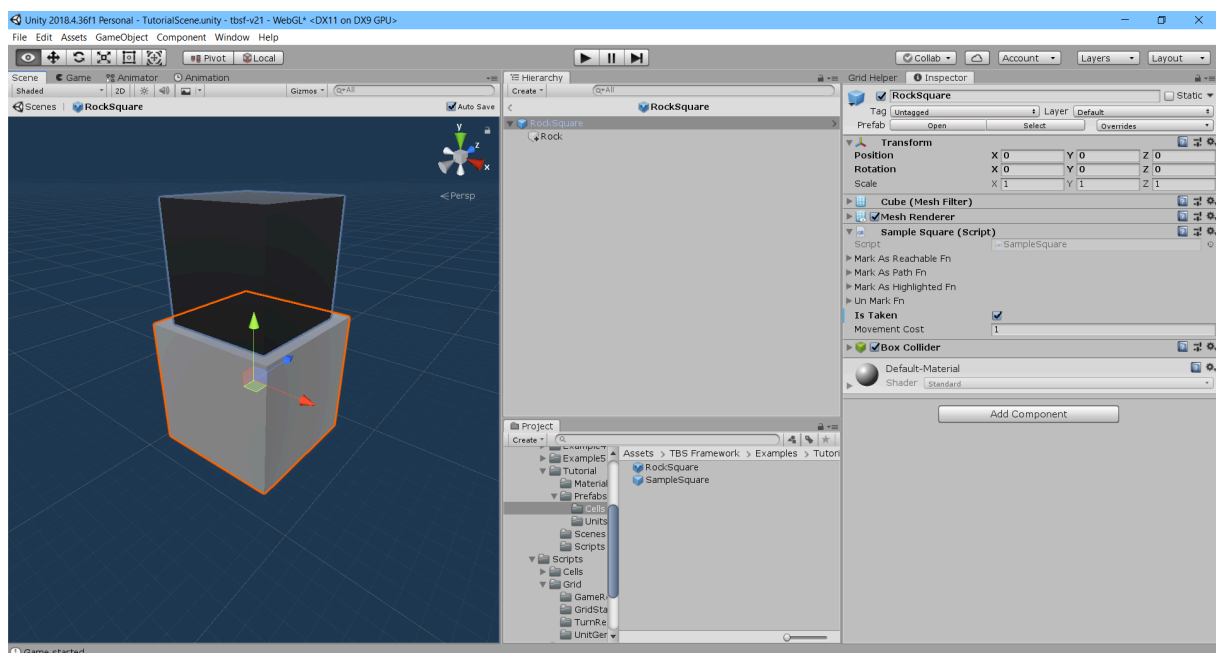 Unity 2018.4.36f1 Personal - TutorialScene.unity - tbsf-v21 - WebGL* <DX11 on DX9 GPU>
File Edit Assets GameObject Component Window Help
Pivot Local Collab Account Layers Layout
Scene Game Animator Animation
Shaded 2D Gizmos All
Scenes RockSquare Auto Save
y
z
x
Persp
Hierarchy
Create All
RockSquare
RockSquare
Rock
Project
Create
Example5
Tutorial
Material
Prefabs
Cells
Units
Scenes
Scripts
Scripts
Cells
Grid
GameR
GridSta
TurnRe
UnitGer
Assets > TBS Framework > Examples > Tutori
RockSquare
SampleSquare
Grid Helper Inspector
RockSquare Static
Tag Untagged Layer Default
Prefab Open Select Overrides
Transform
Position X 0 Y 0 Z 0
Rotation X 0 Y 0 Z 0
Scale X 1 Y 1 Z 1
Cube (Mesh Filter)
Mesh Renderer
Sample Square (Script)
Script SampleSquare
Mark As Reachable Fn
Mark As Path Fn
Mark As Highlighted Fn
Un Mark Fn
Is Taken
Movement Cost 1
Box Collider
Default-Material
Shader Standard
Add Component
Game started